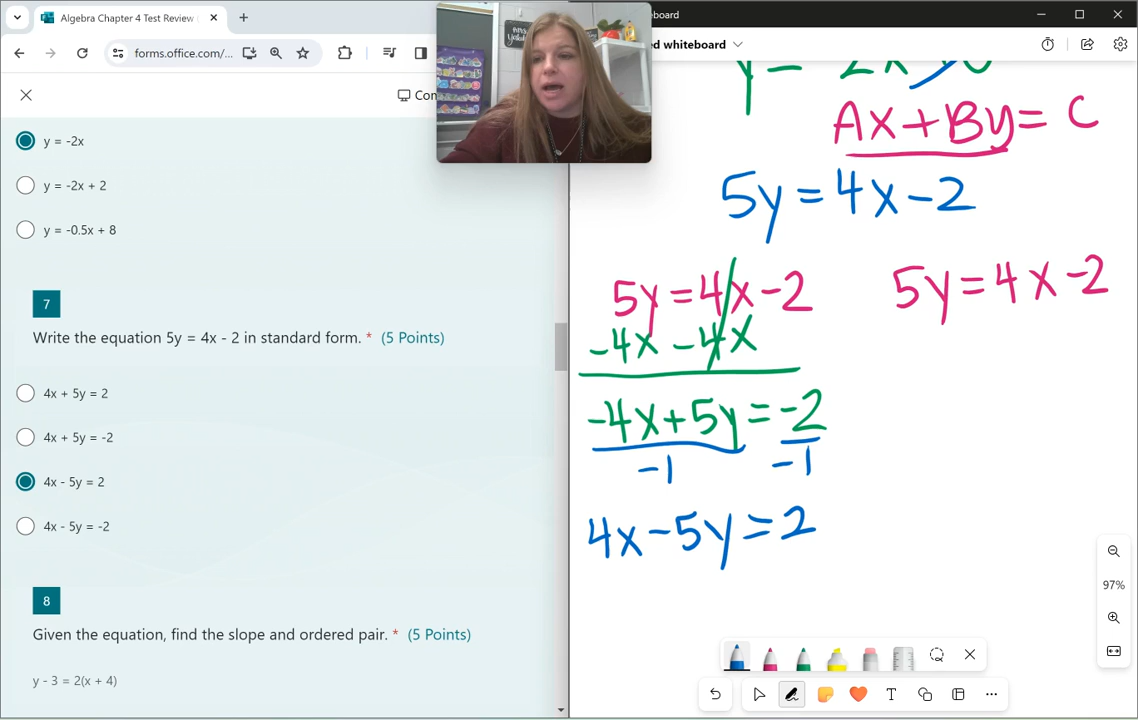 Algebra Chapter 4 Test Review
forms.office.com/...
y = -2x
y = -2x + 2
y = -0.5x + 8
7
Write the equation 5y = 4x - 2 in standard form. * (5 Points)
4x + 5y = 2
4x + 5y = -2
4x - 5y = 2
4x - 5y = -2
8
Given the equation, find the slope and ordered pair. * (5 Points)
y - 3 = 2(x + 4)
Ax + By = C
5y = 4x - 2
5y = 4x - 2
5y = 4x - 2
-4x -4x
-4x + 5y = -2
-1 -1
4x - 5y = 2
97%
T